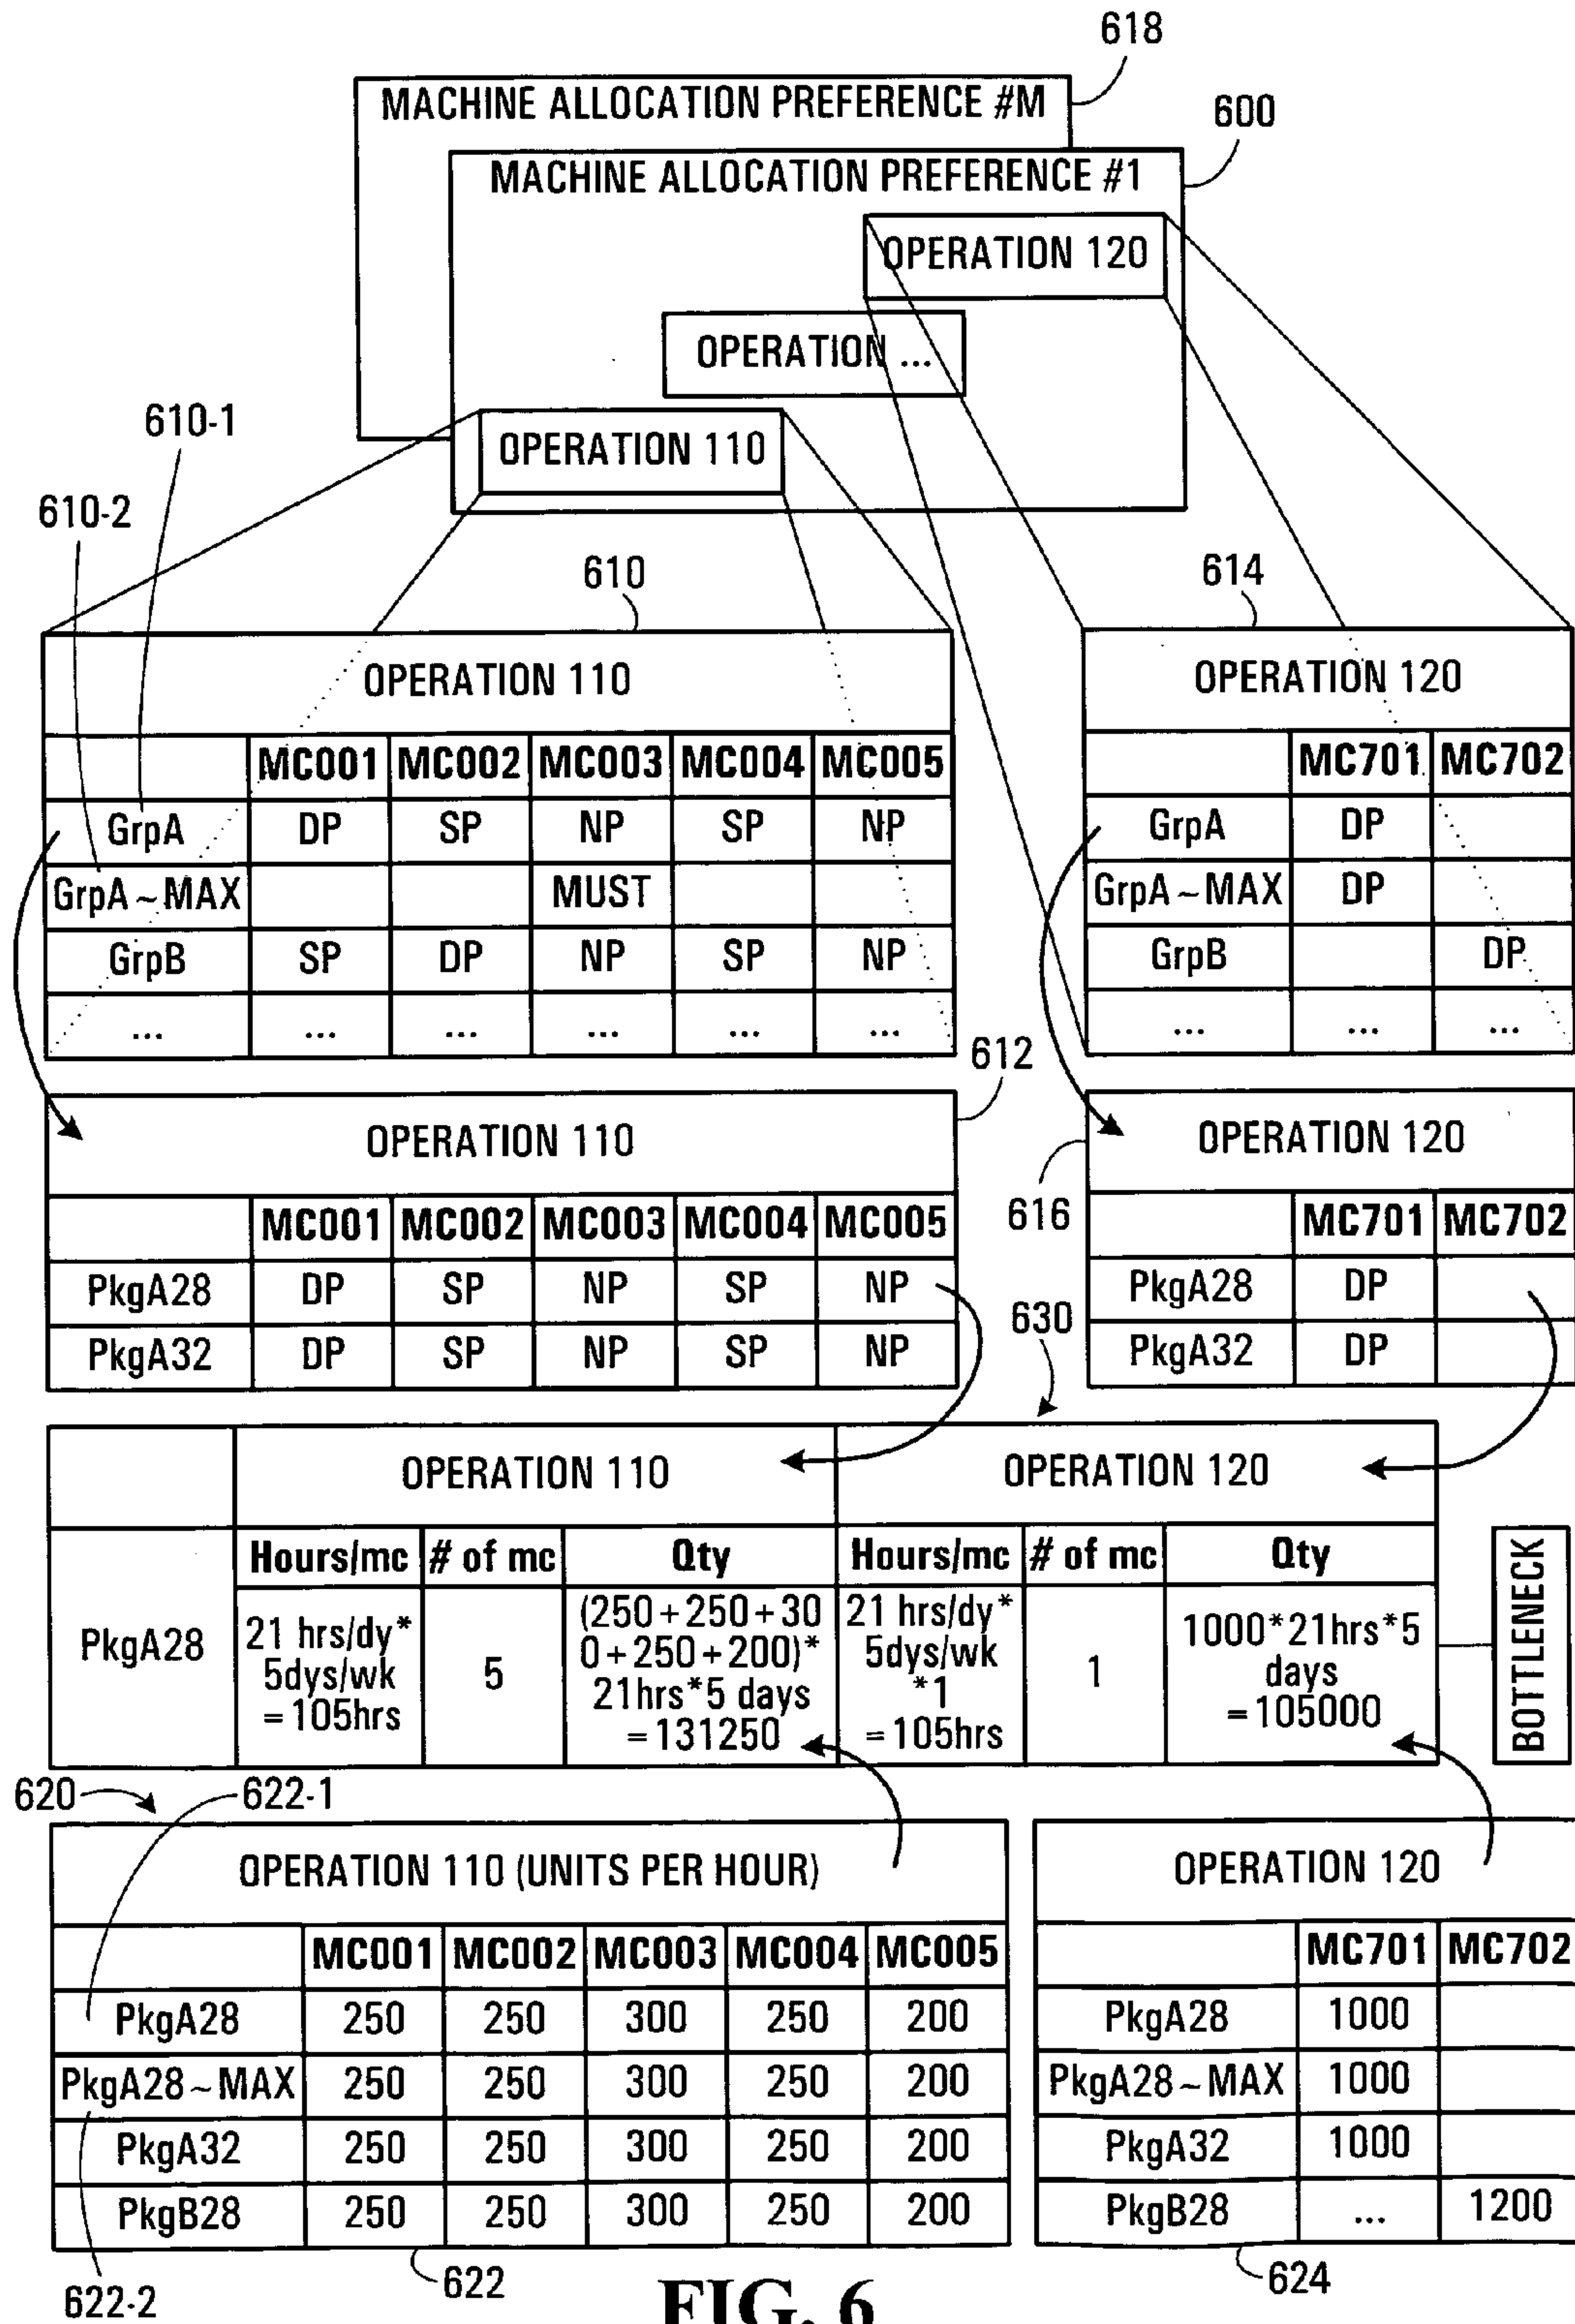 618
MACHINE ALLOCATION PREFERENCE #M
600
MACHINE ALLOCATION PREFERENCE #1
OPERATION 120
OPERATION ...
610-1
OPERATION 110
610-2
610
614
OPERATION 110
MC001 MC002 MC003 MC004 MC005
GrpA DP SP NP SP NP
GrpA~MAX MUST
GrpB SP DP NP SP NP
... ... ... ... ... ...
OPERATION 120
MC701 MC702
GrpA DP
GrpA~MAX DP
GrpB DP
... ... ...
612
OPERATION 110
MC001 MC002 MC003 MC004 MC005
PkgA28 DP SP NP SP NP
PkgA32 DP SP NP SP NP
616
OPERATION 120
MC701 MC702
PkgA28 DP
PkgA32 DP
630
OPERATION 110 OPERATION 120
Hours/mc # of mc Qty Hours/mc # of mc Qty
PkgA28
21 hrs/dy*
5dys/wk
=105hrs
5
(250+250+30
0+250+200)*
21hrs*5 days
=131250
21 hrs/dy*
5dys/wk
*1
=105hrs
1
1000*21hrs*5
days
=105000
BOTTLENECK
620
622-1
OPERATION 110 (UNITS PER HOUR)
MC001 MC002 MC003 MC004 MC005
PkgA28 250 250 300 250 200
PkgA28~MAX 250 250 300 250 200
PkgA32 250 250 300 250 200
PkgB28 250 250 300 250 200
OPERATION 120
MC701 MC702
PkgA28 1000
PkgA28~MAX 1000
PkgA32 1000
PkgB28 ... 1200
622-2
622
624
FIG. 6